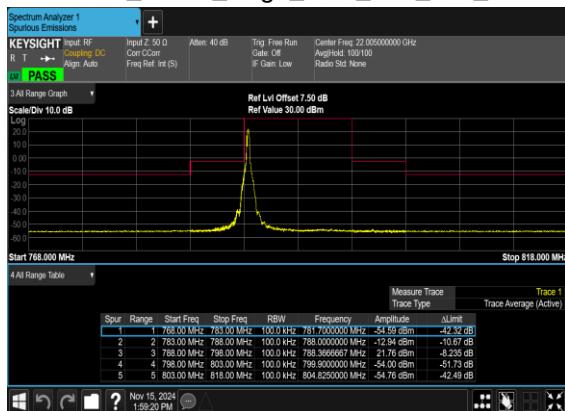 Spectrum Analyzer 1
Spurious Emissions
KEYSIGHT Input: RF Input Z: 50 Ω Atten: 40 dB Trig: Free Run Center Freq: 22.005000000 GHz
R T Coupling: DC Corr CCorr Gate: Off Avg|Hold: 100/100
Align: Auto Freq Ref: Int (S) IF Gain: Low Radio Std: None
PASS
3 All Range Graph
Ref Lvl Offset 7.50 dB
Scale/Div 10.0 dB Ref Value 30.00 dBm
Log
20.0
10.0
0.00
-10.0
-20.0
-30.0
-40.0
-50.0
-60.0
Start 768.000 MHz Stop 818.000 MHz
4 All Range Table
Measure Trace Trace 1
Trace Type Trace Average (Active)
Spur Range Start Freq Stop Freq RBW Frequency Amplitude ΔLimit
1 1 768.00 MHz 783.00 MHz 100.0 kHz 781.7000000 MHz -54.59 dBm -42.32 dB
2 2 783.00 MHz 788.00 MHz 100.0 kHz 788.0000000 MHz -12.94 dBm -10.67 dB
3 3 788.00 MHz 798.00 MHz 100.0 kHz 788.3666667 MHz 21.76 dBm -8.235 dB
4 4 798.00 MHz 803.00 MHz 100.0 kHz 799.9000000 MHz -54.00 dBm -51.73 dB
5 5 803.00 MHz 818.00 MHz 100.0 kHz 804.8250000 MHz -54.76 dBm -42.49 dB
Nov 15, 2024
1:59:20 PM